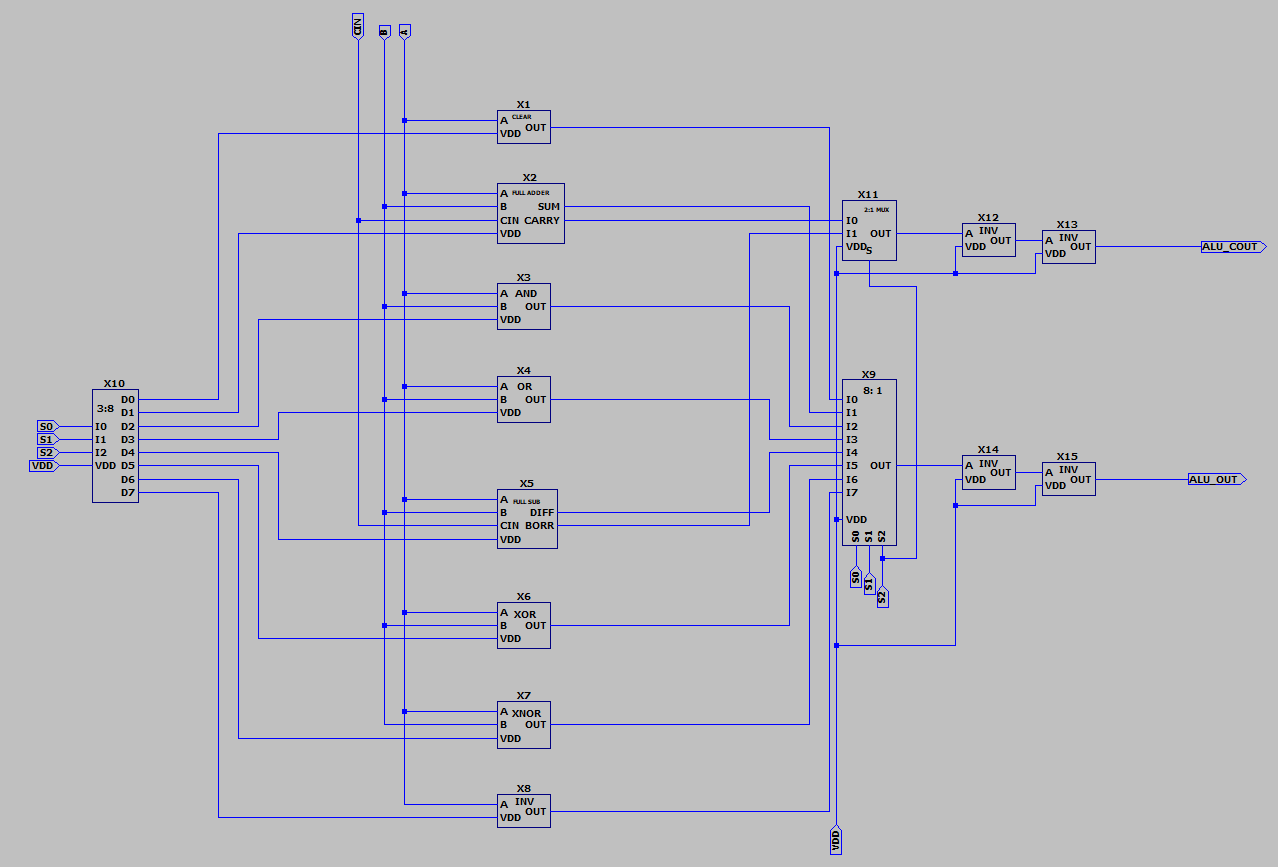 CIN
B
A
X1
A CLEAR
OUT
VDD
X2
A FULL ADDER
B SUM
CIN CARRY
VDD
X3
A AND
B OUT
VDD
X4
A OR
B OUT
VDD
X5
A FULL SUB
B DIFF
CIN BORR
VDD
X6
A XOR
B OUT
VDD
X7
A XNOR
B OUT
VDD
X8
A INV
OUT
VDD
X10
3:8
D0
D1
I0 D2
I1 D3
I2 D4
VDD D5
D6
D7
S0
S1
S2
VDD
X11
2:1 MUX
I0
I1 OUT
VDD
S
X12
A INV
OUT
VDD
X13
A INV
OUT
VDD
ALU_COUT
X9
8: 1
I0
I1
I2
I3
I4
I5 OUT
I6
I7
VDD
S0 S1 S2
S0
S1
S2
X14
A INV
OUT
VDD
X15
A INV
OUT
VDD
ALU_OUT
VDD